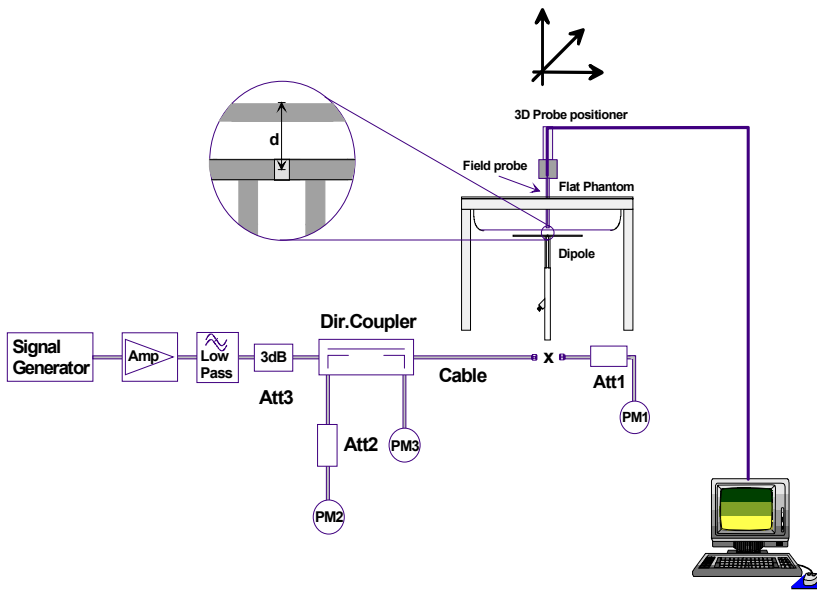 3D Probe positioner
d
Field probe
Flat Phantom
Dipole
Dir.Coupler
Signal
Generator
Amp
Low
Pass
3dB
Att3
Cable
x
Att1
PM1
Att2
PM3
PM2